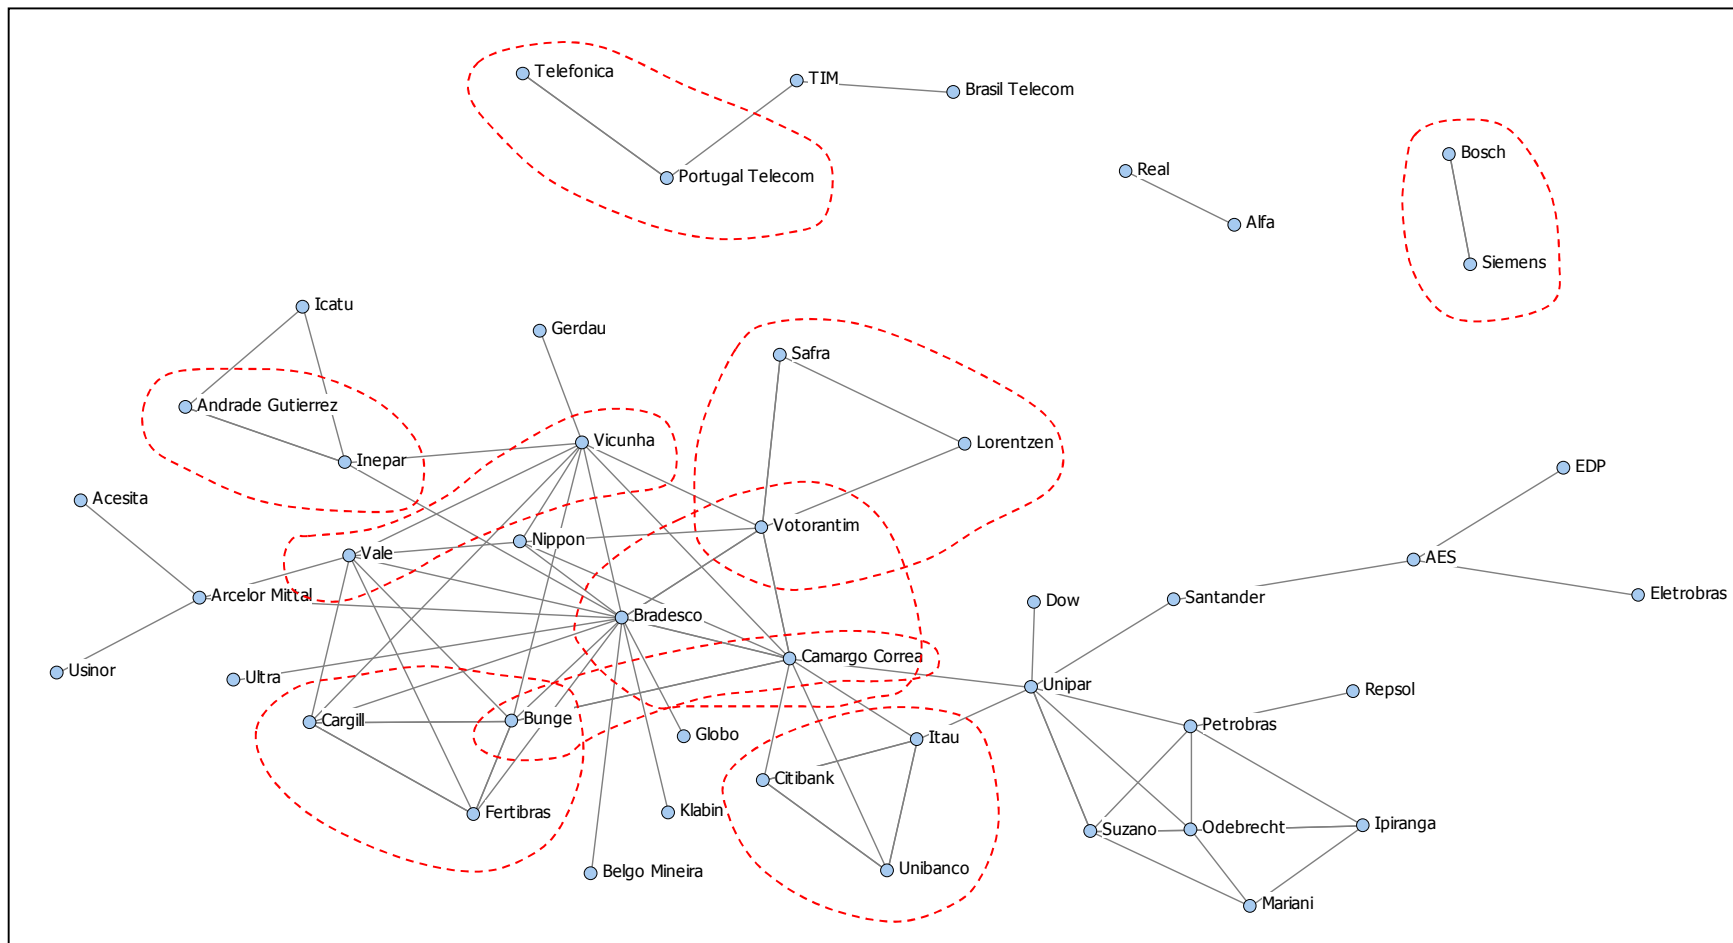 Telefonica
TIM
Brasil Telecom
Portugal Telecom
Real
Alfa
Bosch
Siemens
Icatu
Gerdau
Safra
Andrade Gutierrez
Vicunha
Lorentzen
Inepar
EDP
Acesita
Votorantim
Nippon
Vale
AES
Arcelor Mittal
Eletrobras
Dow
Santander
Bradesco
Camargo Correa
Usinor
Ultra
Unipar
Repsol
Cargill
Bunge
Petrobras
Globo
Itau
Citibank
Fertibras
Klabin
Suzano
Odebrecht
Ipiranga
Belgo Mineira
Unibanco
Mariani